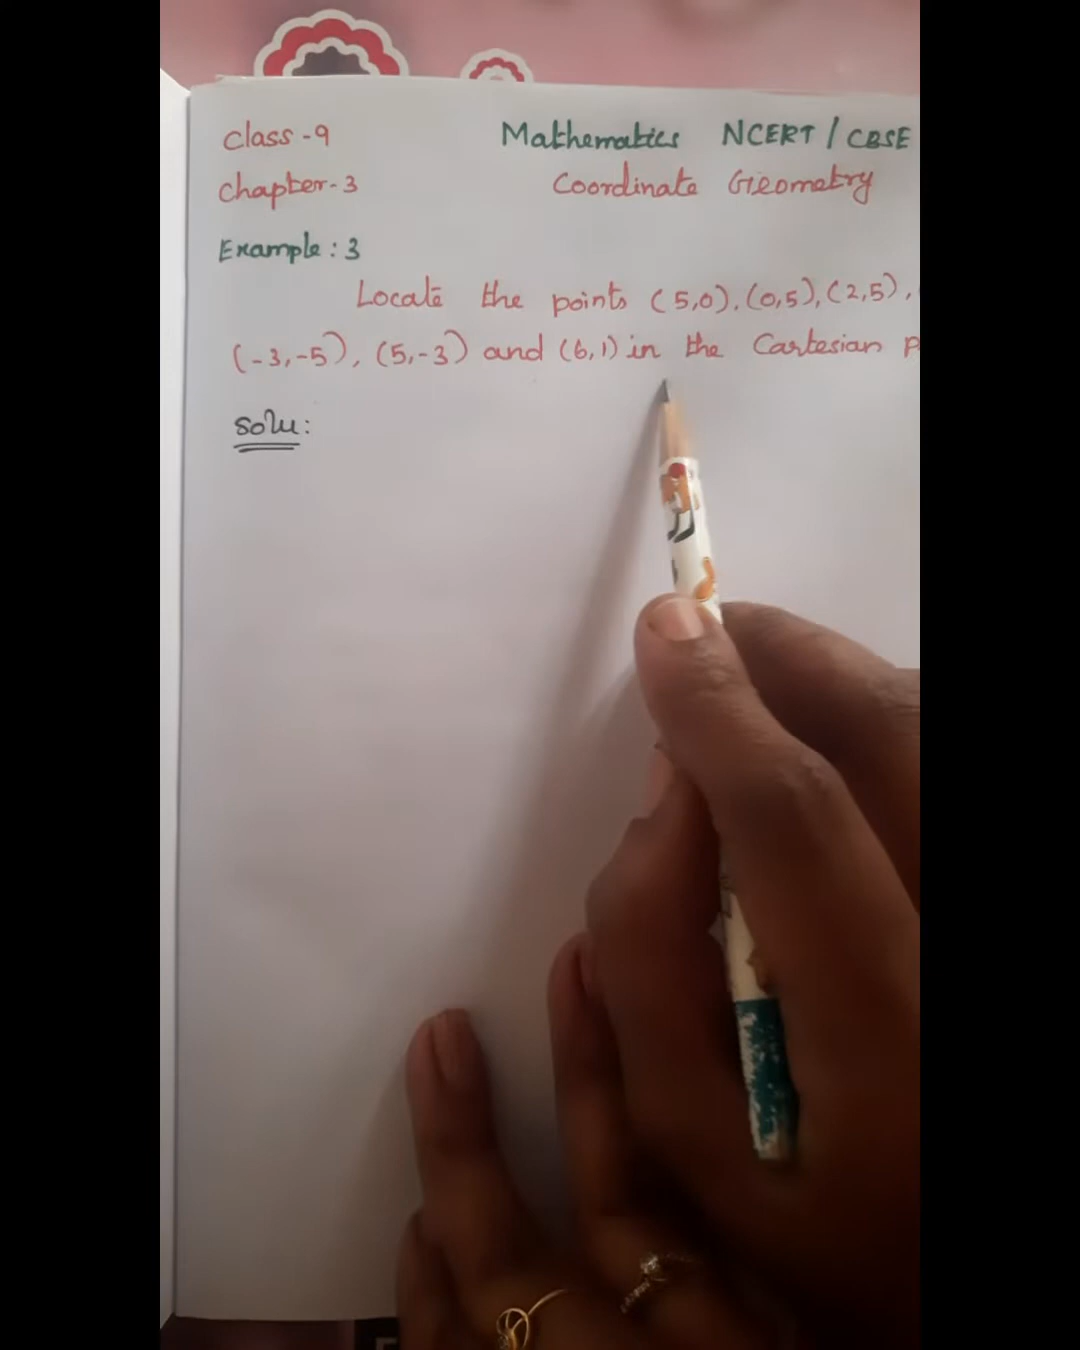 Class - 9 Mathematics NCERT / CBSE
Chapter - 3 Coordinate Geometry
Example : 3
Locate the points (5,0), (0,5), (2,5),
(-3,-5), (5,-3) and (6,1) in the Cartesian
Solu: